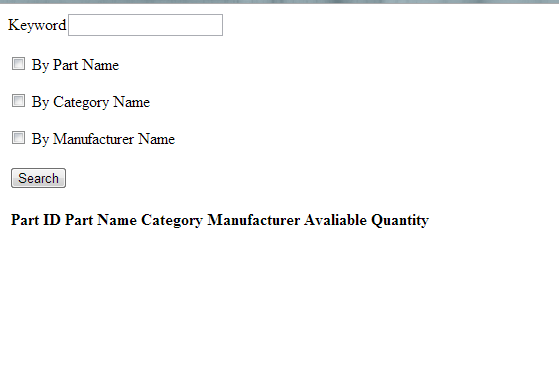 Keyword
By Part Name
By Category Name
By Manufacturer Name
Search
Part ID Part Name Category Manufacturer Avaliable Quantity